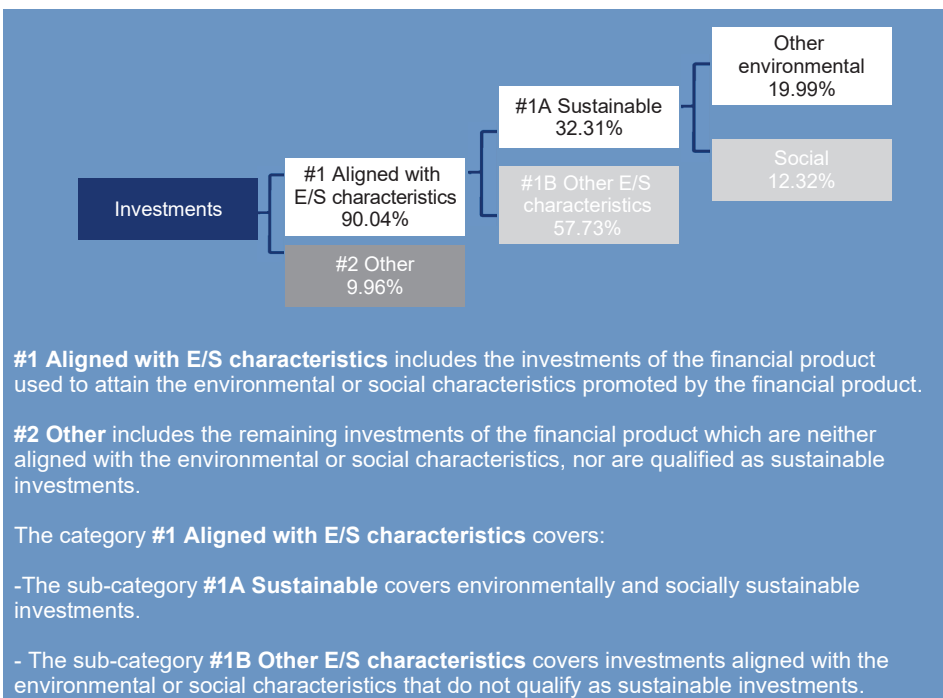 Investments
#1 Aligned with
E/S characteristics
90.04%
#2 Other
9.96%
#1A Sustainable
32.31%
#1B Other E/S
characteristics
57.73%
Other
environmental
19.99%
Social
12.32%
#1 Aligned with E/S characteristics includes the investments of the financial product
used to attain the environmental or social characteristics promoted by the financial product.
#2 Other includes the remaining investments of the financial product which are neither
aligned with the environmental or social characteristics, nor are qualified as sustainable
investments.
The category #1 Aligned with E/S characteristics covers:
-The sub-category #1A Sustainable covers environmentally and socially sustainable
investments.
- The sub-category #1B Other E/S characteristics covers investments aligned with the
environmental or social characteristics that do not qualify as sustainable investments.